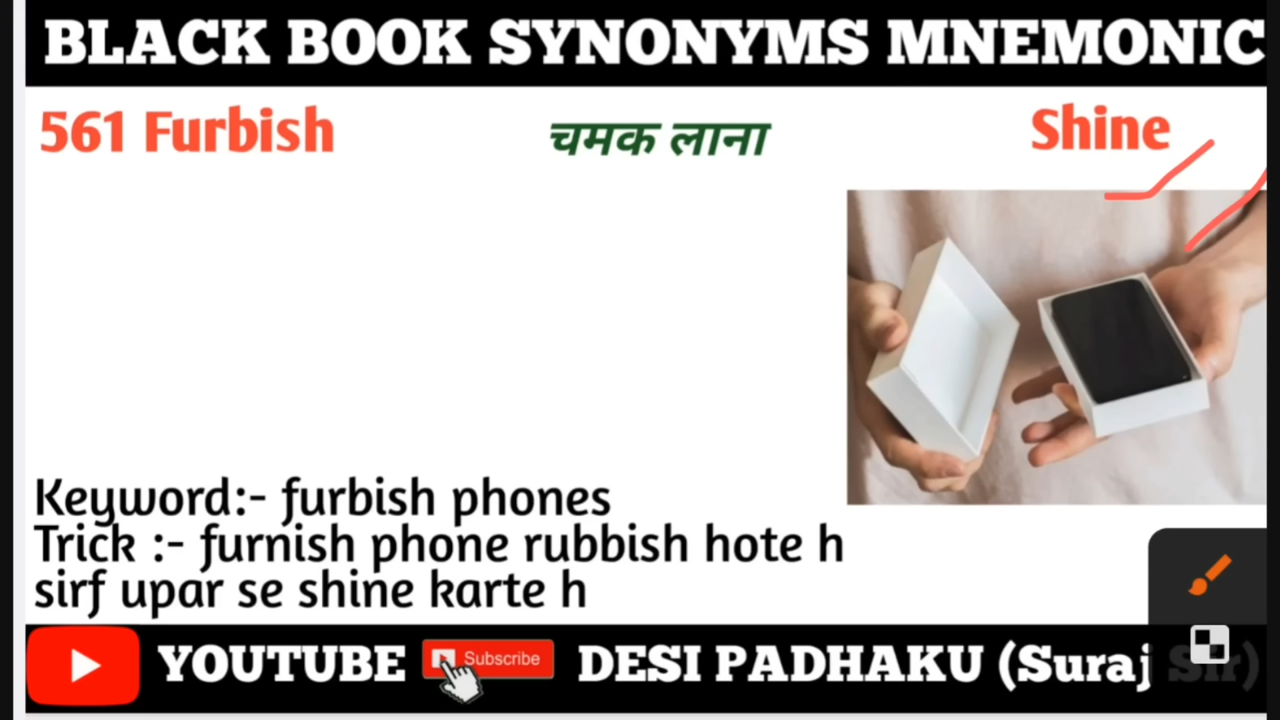 BLACK BOOK SYNONYMS MNEMONIC
561 Furbish चमक लाना Shine
Keyword:- furbish phones
Trick :- furnish phone rubbish hote h
sirf upar se shine karte h
YOUTUBE Subscribe DESI PADHAKU (Suraj Sir)